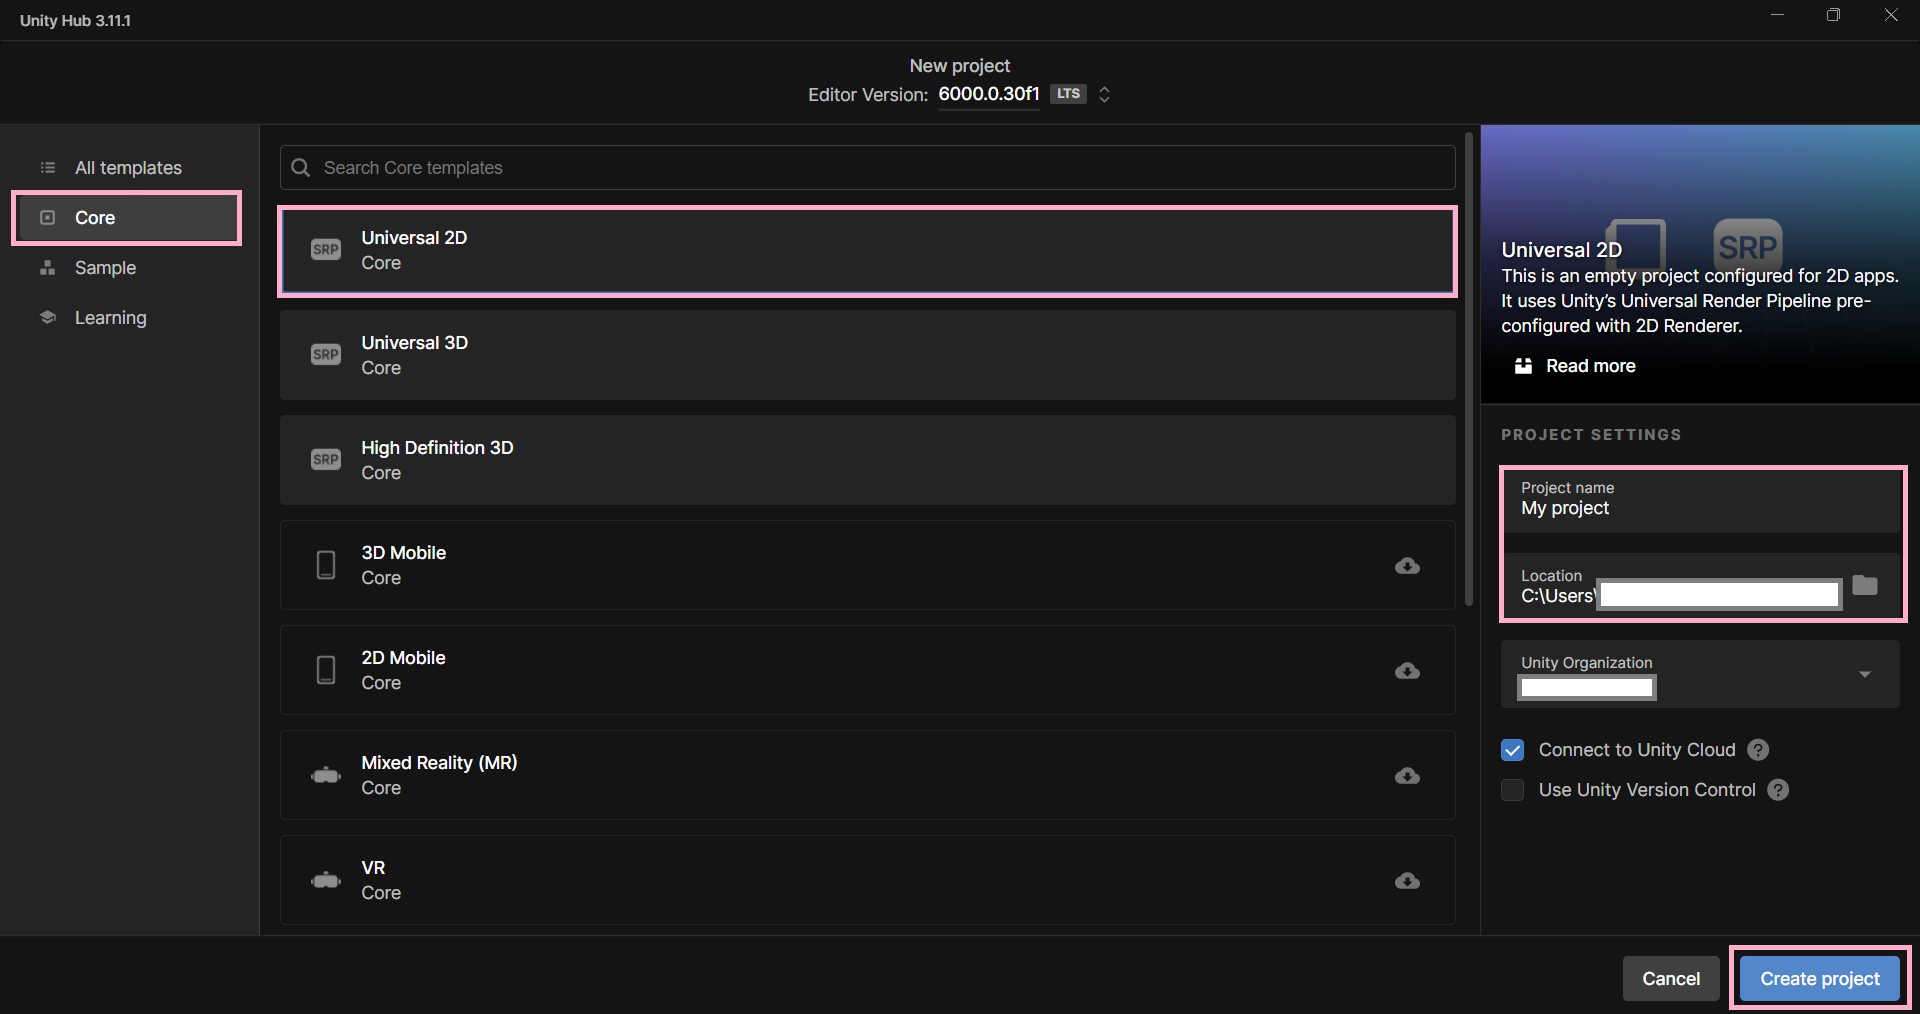 Unity Hub 3.11.1
New project
Editor Version: 6000.0.30f1 LTS
All templates
Core
Sample
Learning
Search Core templates
SRP
Universal 2D
Core
SRP
Universal 3D
Core
SRP
High Definition 3D
Core
3D Mobile
Core
2D Mobile
Core
Mixed Reality (MR)
Core
VR
Core
SRP
Universal 2D
This is an empty project configured for 2D apps.
It uses Unity's Universal Render Pipeline pre-
configured with 2D Renderer.
Read more
PROJECT SETTINGS
Project name
My project
Location
C:\Users\
Unity Organization
Connect to Unity Cloud ?
Use Unity Version Control ?
Cancel
Create project